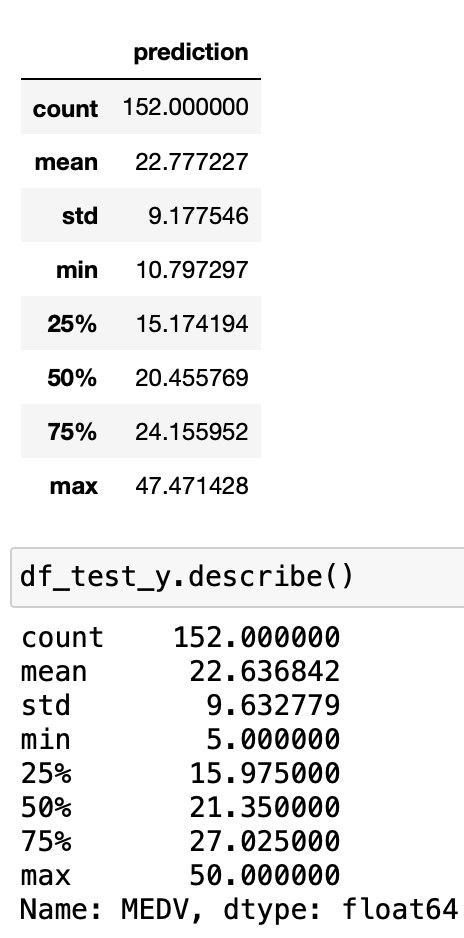 prediction
count 152.000000
mean 22.777227
std 9.177546
min 10.797297
25% 15.174194
50% 20.455769
75% 24.155952
max 47.471428
df_test_y.describe()
count 152.000000
mean 22.636842
std 9.632779
min 5.000000
25% 15.975000
50% 21.350000
75% 27.025000
max 50.000000
Name: MEDV, dtype: float64